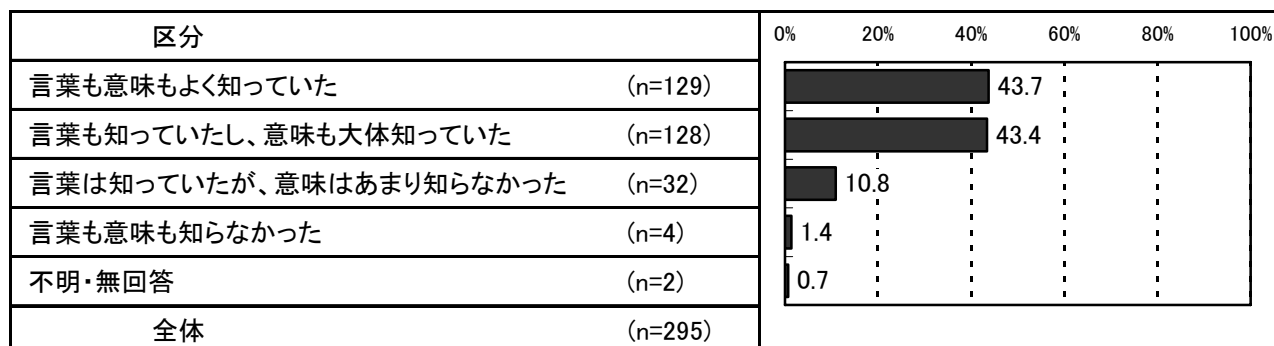 区分 0% 20% 40% 60% 80% 100%
言葉も意味もよく知っていた (n=129) 43.7
言葉も知っていたし、意味も大体知っていた (n=128) 43.4
言葉は知っていたが、意味はあまり知らなかった (n=32) 10.8
言葉も意味も知らなかった (n=4) 1.4
不明・無回答 (n=2) 0.7
全体 (n=295)